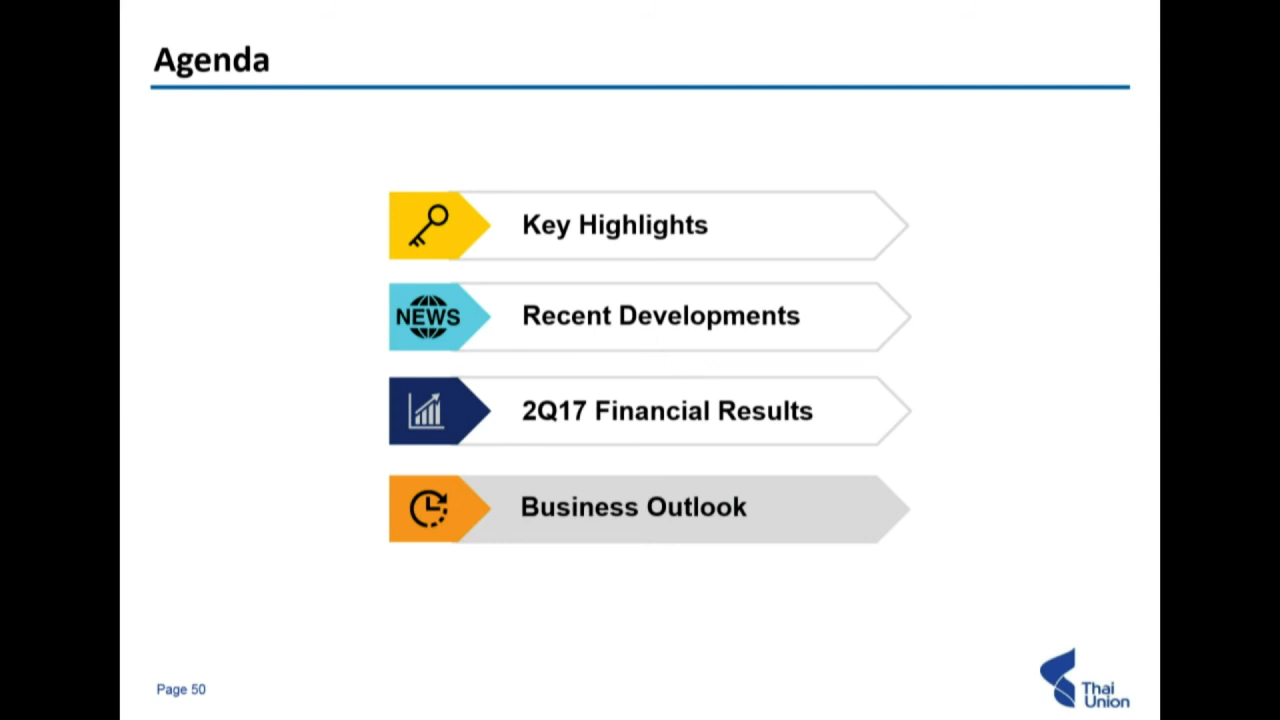 Agenda
Key Highlights
NEWS
Recent Developments
2Q17 Financial Results
Business Outlook
Page 50
Thai
Union